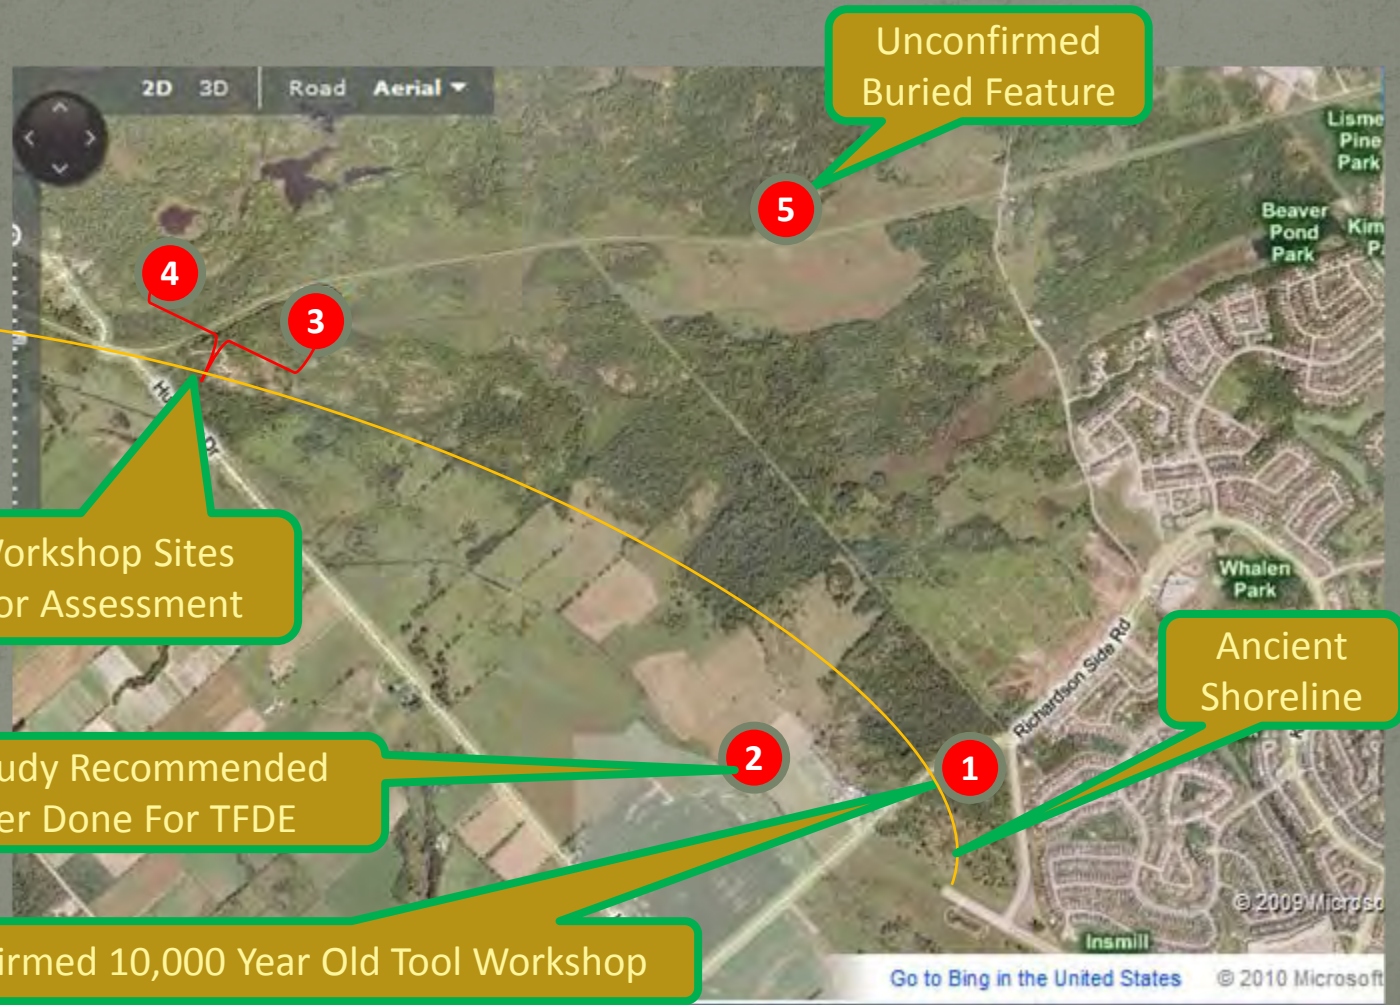 Unconfirmed
Buried Feature
2D 3D Road Aerial
Lisme
Pine
Park
Beaver
Pond
Park
Kim
P
5
4
3
Workshop Sites
or Assessment
Whalen
Park
Richardson Side Rd
Ancient
Shoreline
udy Recommended
er Done For TFDE
2
1
© 2009 Microso
irmed 10,000 Year Old Tool Workshop
Insmill
Go to Bing in the United States © 2010 Microsoft